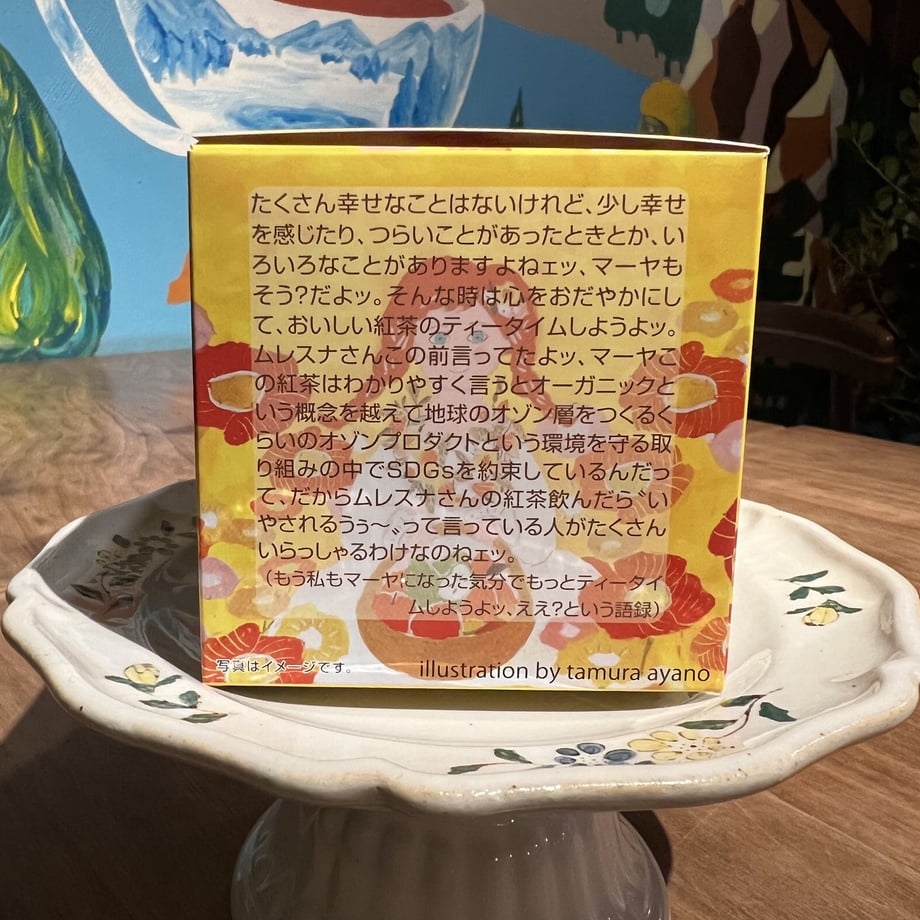 たくさん幸せなことはないけれど、少し幸せ
を感じたり、つらいことがあったときとか、い
ろいろなことがありますよねェッ、マーヤも
そう?だよッ。そんな時は心をおだやかにし
て、おいしい紅茶のティータイムしようよッ。
ムレスナさんこの前言ってたよッ、マーヤこ
の紅茶はわかりやすく言うとオーガニックと
いう概念を越えて地球のオゾン層をつくるく
らいのオゾンプロダクトという環境を守る取
り組みの中でSDGsを約束しているんだっ
て、だからムレスナさんの紅茶飲んだら〝い
やされるうぅ〜〟って言っている人がたくさん
いらっしゃるわけなのねェッ。
(もう私もマーヤになった気分でもっとティータイ
ムしようよッ、ええ?という語録)
写真はイメージです。
illustration by tamura ayano